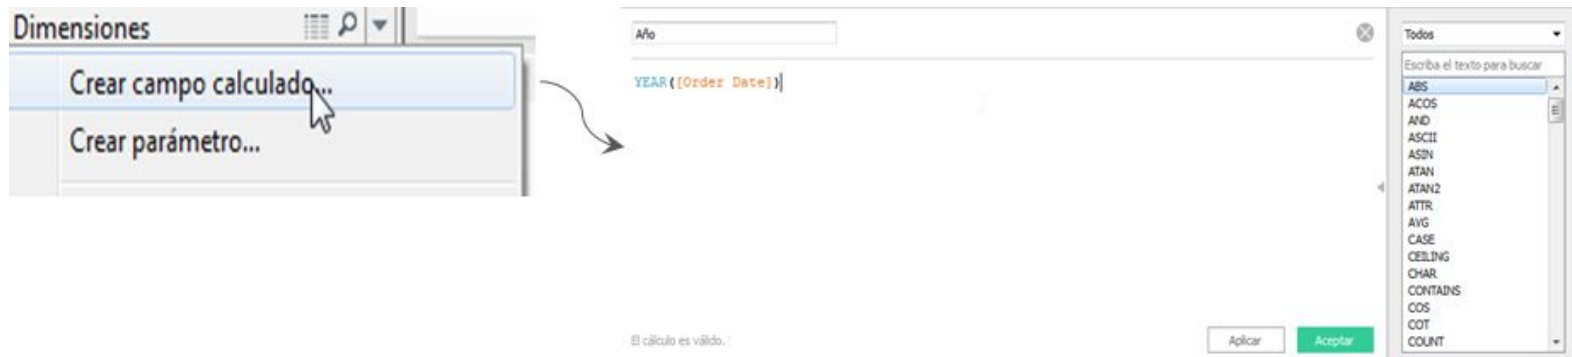 Dimensiones
Crear campo calculado...
Crear parámetro...
Año
YEAR([Order Date])
El cálculo es válido.
Aplicar
Aceptar
Todos
Escriba el texto para buscar
ABS
ACOS
AND
ASCII
ASIN
ATAN
ATAN2
ATTR
AVG
CASE
CEILING
CHAR
CONTAINS
COS
COT
COUNT